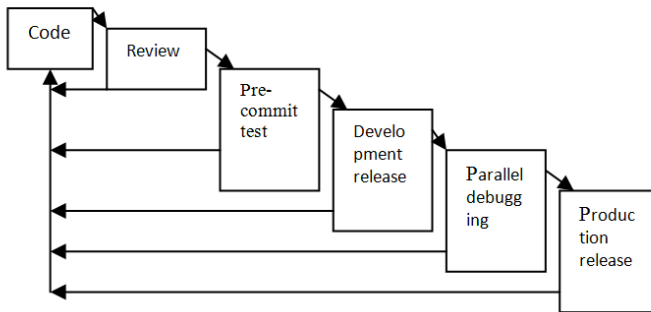 Code
Review
Pre-
commit
test
Develo
pment
release
Parallel
debugg
ing
Produc
tion
release